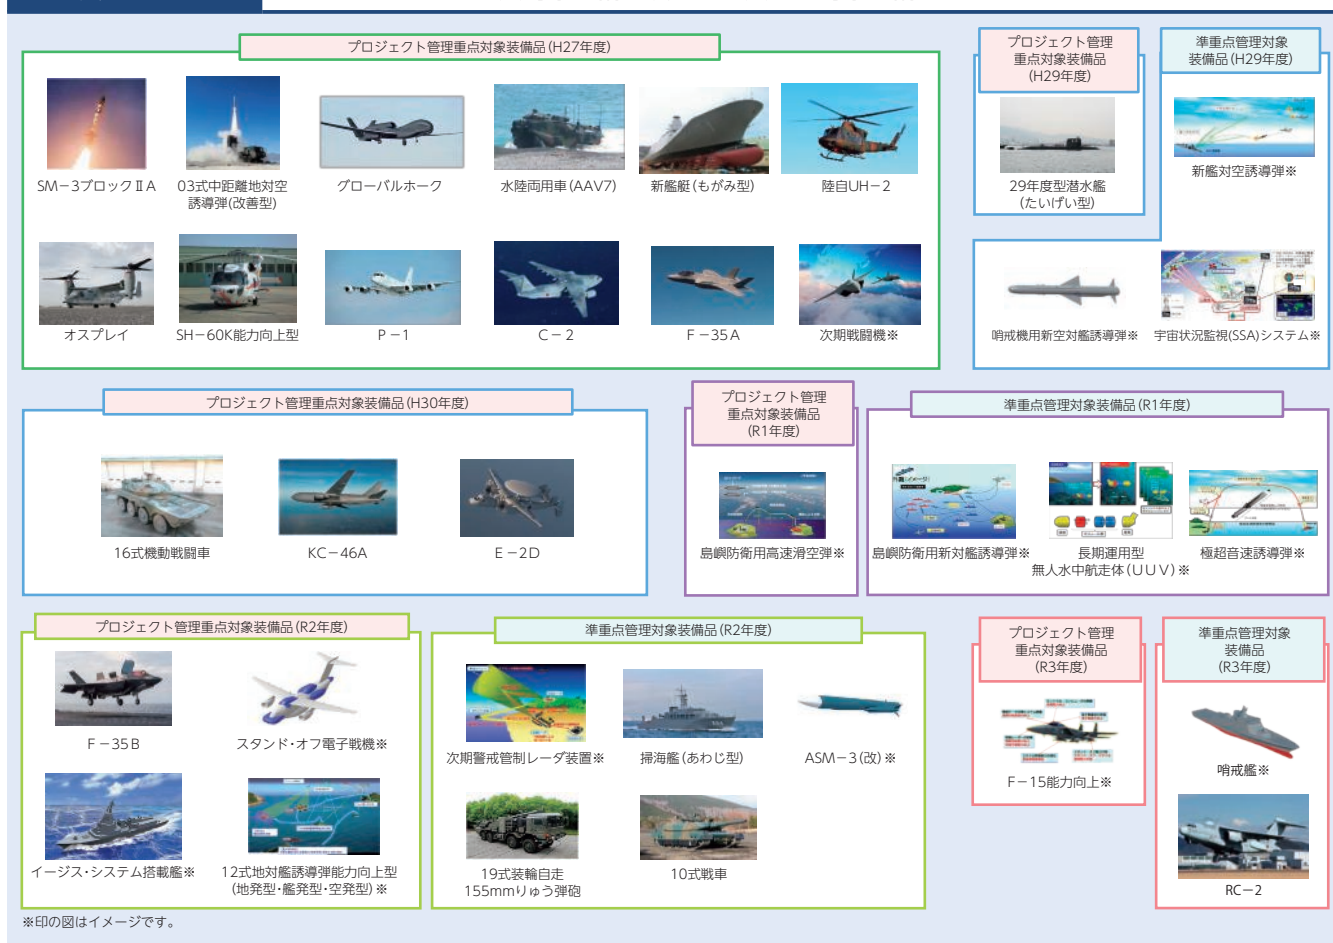 プロジェクト管理重点対象装備品(H27年度)
SM−3ブロックⅡA
03式中距離地対空
誘導弾(改善型)
グローバルホーク
水陸両用車(AAV7)
新艦艇(もがみ型)
陸自UH−2
オスプレイ
SH−60K能力向上型
P−1
C−2
F−35A
次期戦闘機※
プロジェクト管理
重点対象装備品
(H29年度)
29年度型潜水艦
(たいげい型)
準重点管理対象
装備品(H29年度)
新艦対空誘導弾※
哨戒機用新空対艦誘導弾※
宇宙状況監視(SSA)システム※
プロジェクト管理重点対象装備品(H30年度)
16式機動戦闘車
KC−46A
E−2D
プロジェクト管理
重点対象装備品
(R1年度)
島嶼防衛用高速滑空弾※
準重点管理対象装備品(R1年度)
島嶼防衛用新対艦誘導弾※
長期運用型
無人水中航走体(UUV)※
極超音速誘導弾※
プロジェクト管理重点対象装備品(R2年度)
F−35B
スタンド・オフ電子戦機※
イージス・システム搭載艦※
12式地対艦誘導弾能力向上型
(地発型・艦発型・空発型)※
準重点管理対象装備品(R2年度)
次期警戒管制レーダ装置※
掃海艦(あわじ型)
ASM−3(改)※
19式装輪自走
155mmりゅう弾砲
10式戦車
プロジェクト管理
重点対象装備品
(R3年度)
F−15能力向上※
準重点管理対象
装備品
(R3年度)
哨戒艦※
RC−2
※印の図はイメージです。